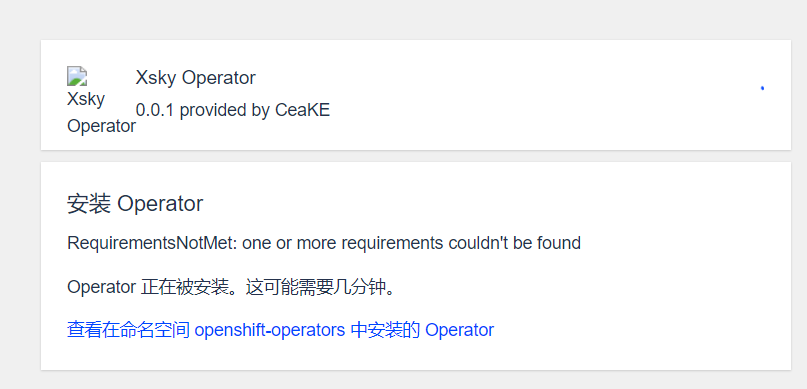 Xsky Operator
Xsky
Operator
0.0.1 provided by CeaKE
安装 Operator
RequirementsNotMet: one or more requirements couldn't be found
Operator 正在被安装。这可能需要几分钟。
查看在命名空间 openshift-operators 中安装的 Operator